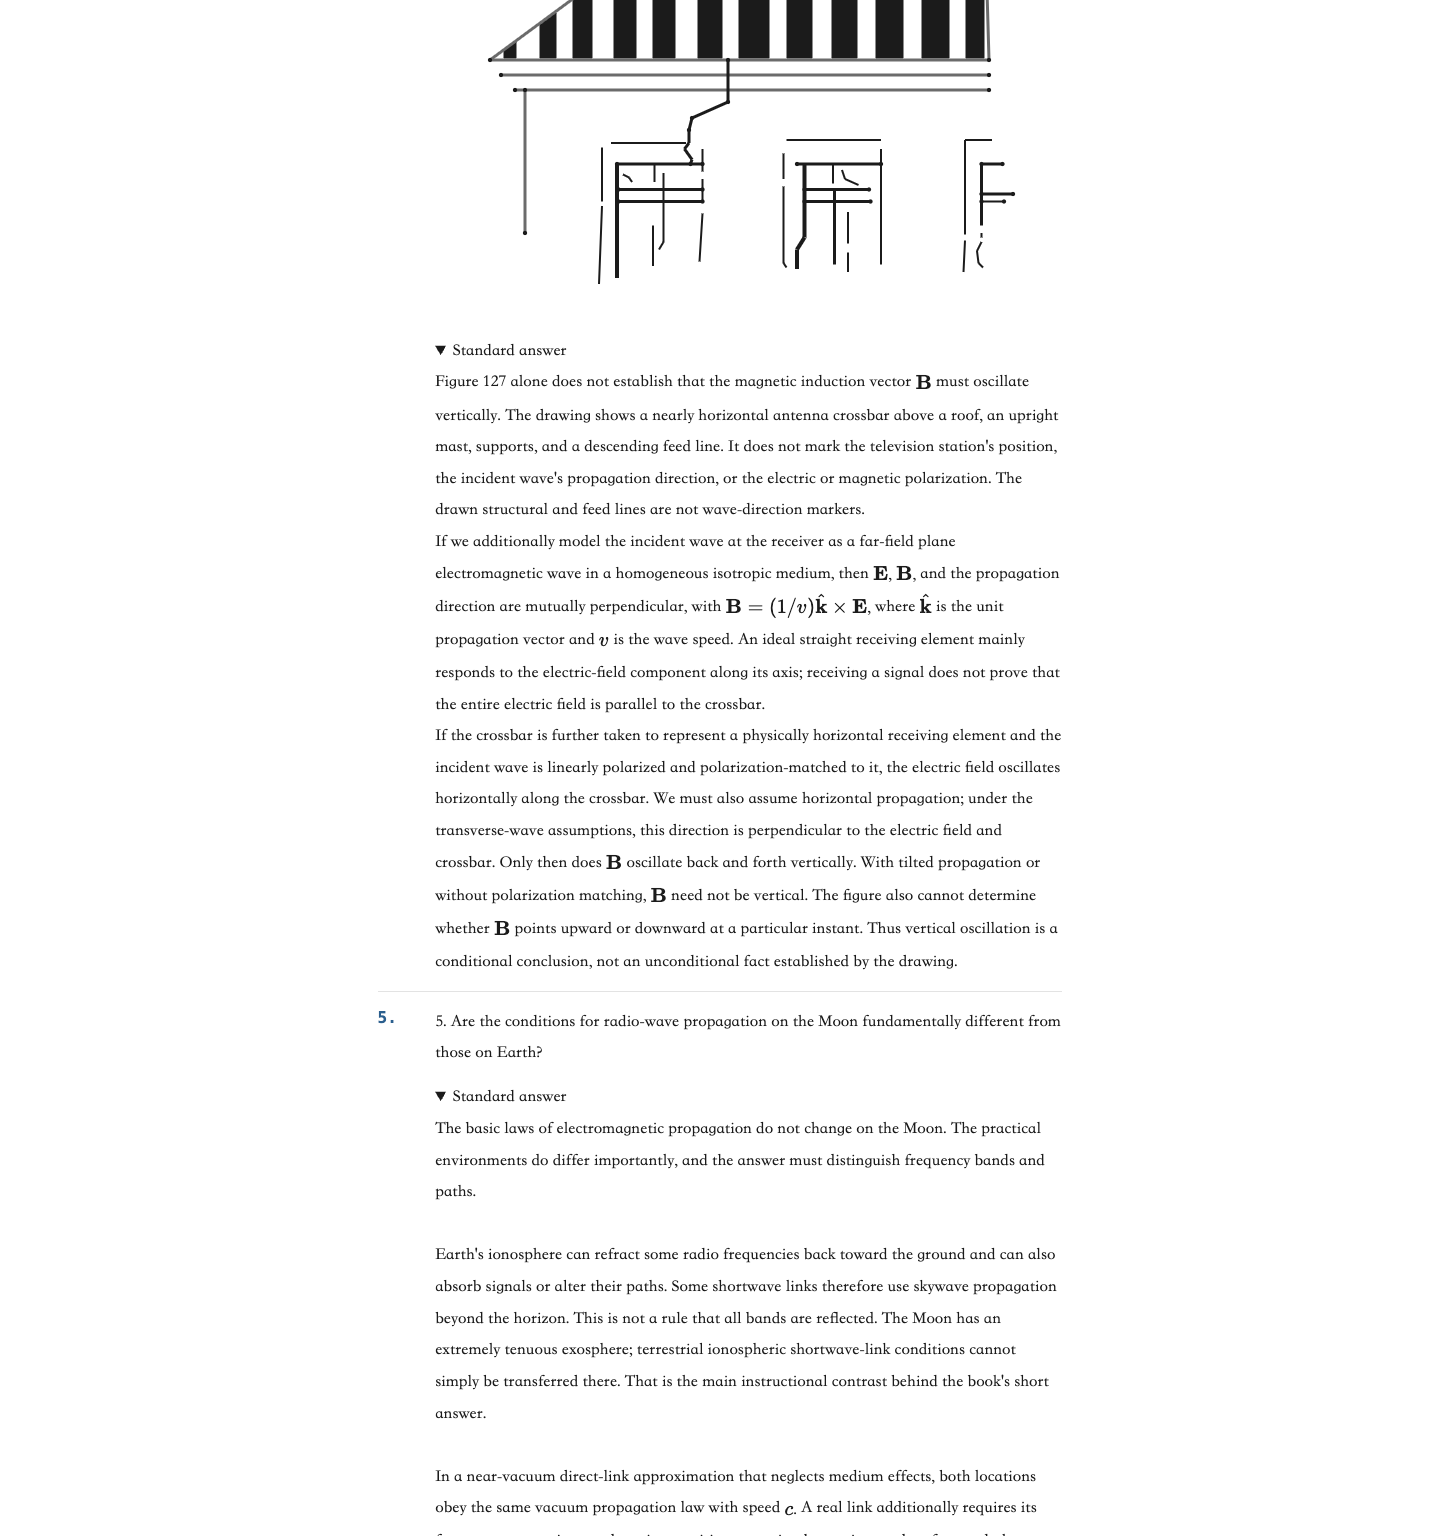 ▼ Standard answer
Figure 127 alone does not establish that the magnetic induction vector B must oscillate
vertically. The drawing shows a nearly horizontal antenna crossbar above a roof, an upright
mast, supports, and a descending feed line. It does not mark the television station's position,
the incident wave's propagation direction, or the electric or magnetic polarization. The
drawn structural and feed lines are not wave-direction markers.
If we additionally model the incident wave at the receiver as a far-field plane
electromagnetic wave in a homogeneous isotropic medium, then E, B, and the propagation
direction are mutually perpendicular, with B = (1/v)k̂ × E, where k̂ is the unit
propagation vector and v is the wave speed. An ideal straight receiving element mainly
responds to the electric-field component along its axis; receiving a signal does not prove that
the entire electric field is parallel to the crossbar.
If the crossbar is further taken to represent a physically horizontal receiving element and the
incident wave is linearly polarized and polarization-matched to it, the electric field oscillates
horizontally along the crossbar. We must also assume horizontal propagation; under the
transverse-wave assumptions, this direction is perpendicular to the electric field and
crossbar. Only then does B oscillate back and forth vertically. With tilted propagation or
without polarization matching, B need not be vertical. The figure also cannot determine
whether B points upward or downward at a particular instant. Thus vertical oscillation is a
conditional conclusion, not an unconditional fact established by the drawing.
5. 5. Are the conditions for radio-wave propagation on the Moon fundamentally different from
those on Earth?
▼ Standard answer
The basic laws of electromagnetic propagation do not change on the Moon. The practical
environments do differ importantly, and the answer must distinguish frequency bands and
paths.
Earth's ionosphere can refract some radio frequencies back toward the ground and can also
absorb signals or alter their paths. Some shortwave links therefore use skywave propagation
beyond the horizon. This is not a rule that all bands are reflected. The Moon has an
extremely tenuous exosphere; terrestrial ionospheric shortwave-link conditions cannot
simply be transferred there. That is the main instructional contrast behind the book's short
answer.
In a near-vacuum direct-link approximation that neglects medium effects, both locations
obey the same vacuum propagation law with speed c. A real link additionally requires its